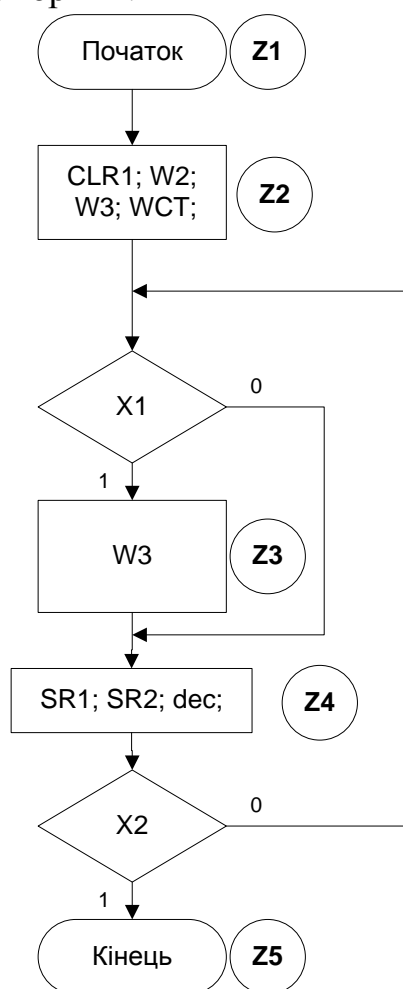 Початок
Z1
CLR1; W2;
W3; WCT;
Z2
X1
0
1
W3
Z3
SR1; SR2; dec;
Z4
X2
0
1
Кінець
Z5